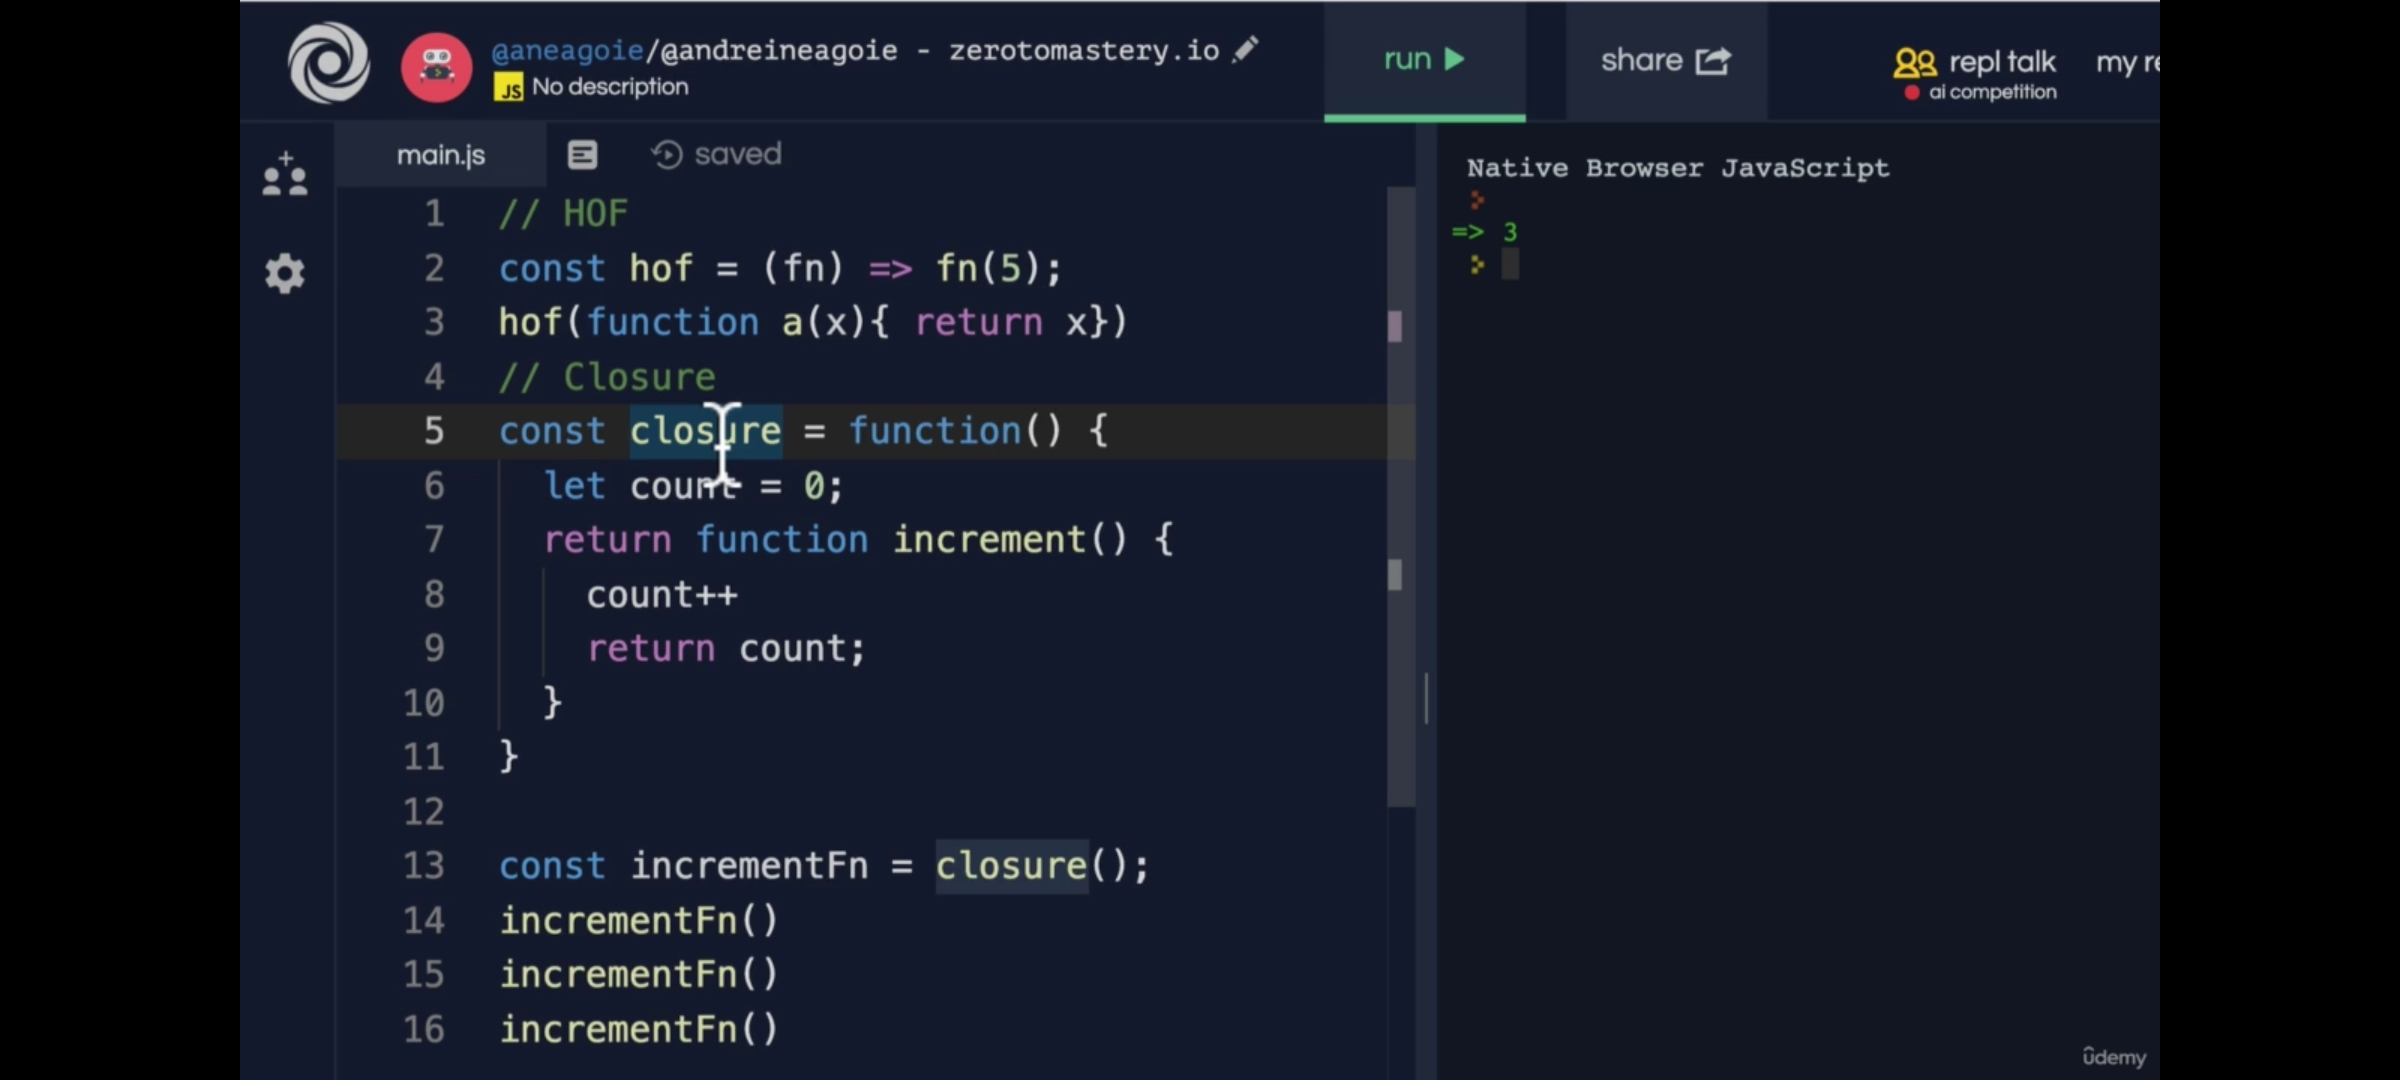 @aneagoie/@andreineagoie - zerotomastery.io
JS No description
run
share
repl talk
ai competition
my re
main.js
saved
1 // HOF
2 const hof = (fn) => fn(5);
3 hof(function a(x){ return x})
4 // Closure
5 const closure = function() {
6 let count = 0;
7 return function increment() {
8 count++
9 return count;
10 }
11 }
12
13 const incrementFn = closure();
14 incrementFn()
15 incrementFn()
16 incrementFn()
Native Browser JavaScript
=> 3
ûdemy